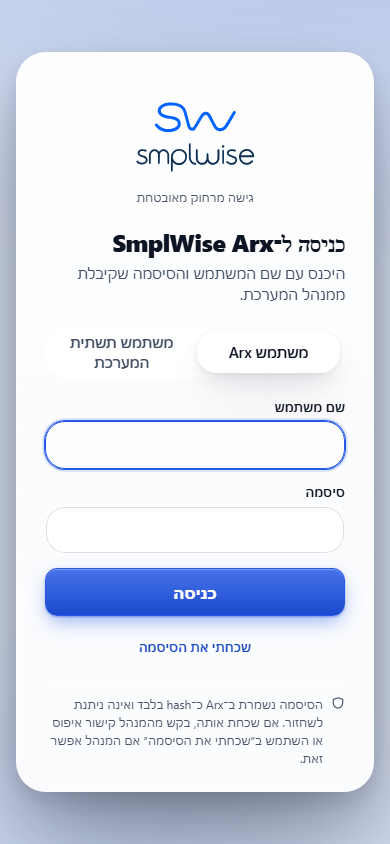 smplwise
גישה מרחוק מאובטחת
כניסה ל־SmplWise Arx
היכנס עם שם המשתמש והסיסמה שקיבלת
ממנהל המערכת.
משתמש Arx
משתמש תשתית
המערכת
שם משתמש
סיסמה
כניסה
שכחתי את הסיסמה
הסיסמה נשמרת ב־Arx כ־hash בלבד ואינה ניתנת
לשחזור. אם שכחת אותה, בקש מהמנהל קישור איפוס
או השתמש ב״שכחתי את הסיסמה״ אם המנהל אפשר
זאת.